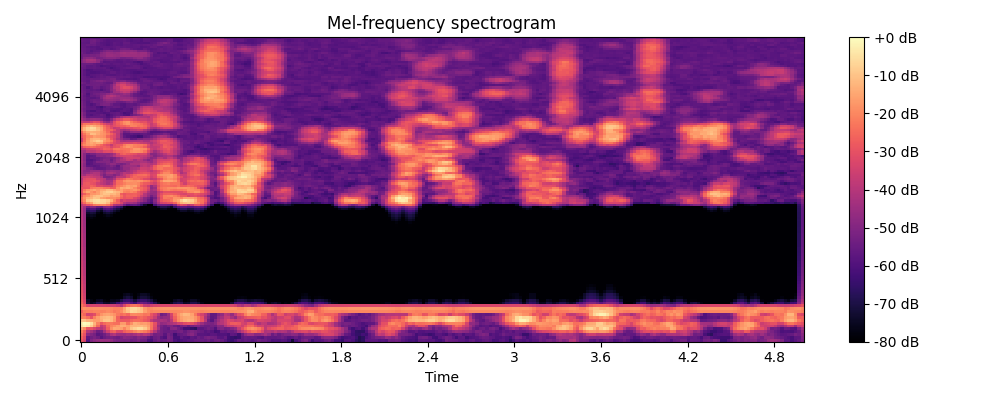 Mel-frequency spectrogram
Hz
4096
2048
1024
512
0
0 0.6 1.2 1.8 2.4 3 3.6 4.2 4.8
Time
+0 dB
-10 dB
-20 dB
-30 dB
-40 dB
-50 dB
-60 dB
-70 dB
-80 dB